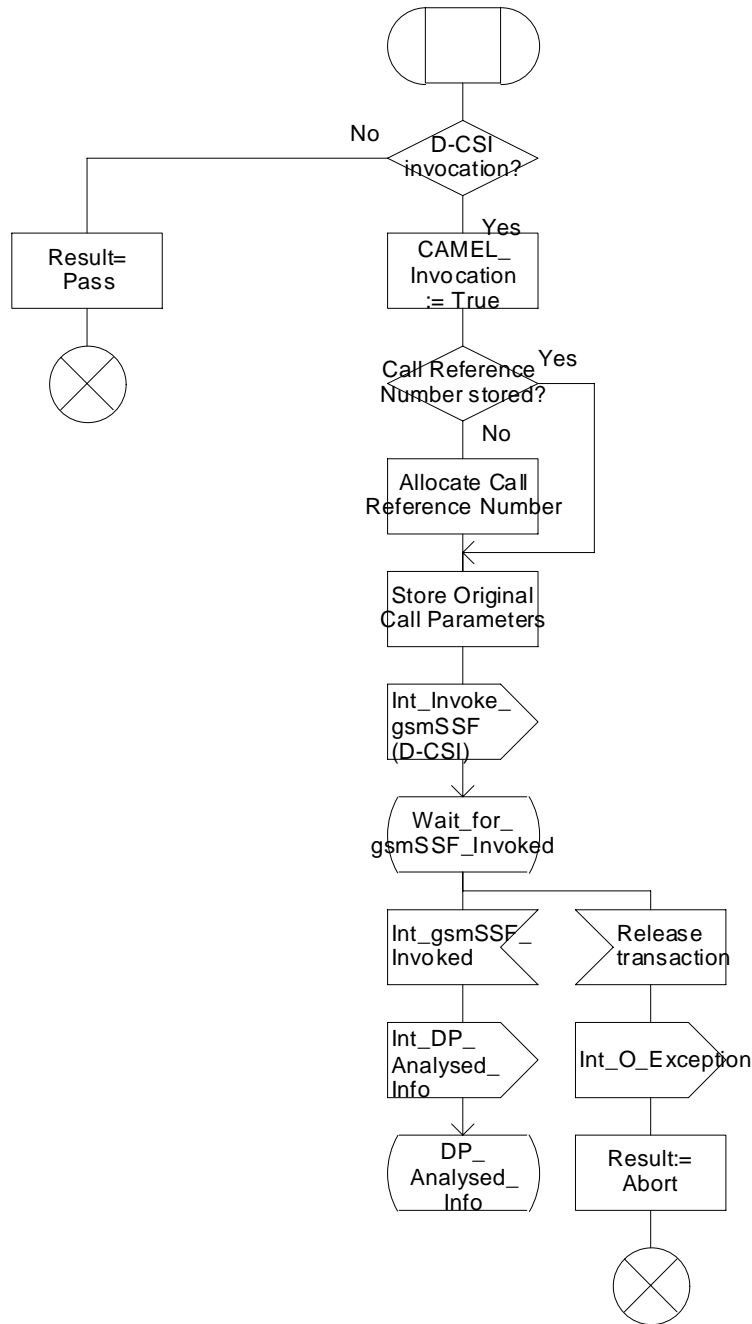 No
D-CSI
invocation?
Yes
Result=
Pass
CAMEL_
Invocation
:= True
Call Reference
Number stored?
Yes
No
Allocate Call
Reference Number
Store Original
Call Parameters
Int_Invoke_
gsmSSF
(D-CSI)
Wait_for_
gsmSSF_Invoked
Int_gsmSSF_
Invoked
Release
transaction
Int_DP_
Analysed_
Info
Int_O_Exception
DP_
Analysed_
Info
Result:=
Abort